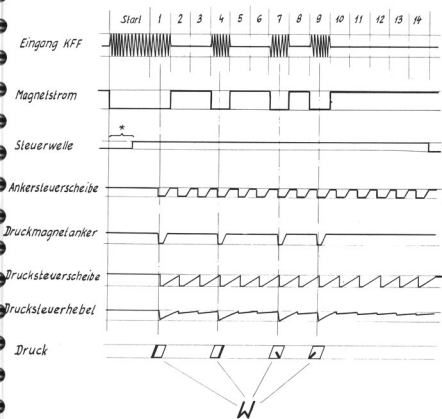 Start 1 2 3 4 5 6 7 8 9 10 11 12 13 14
Eingang KFF
Magnetstrom
*
Steuerwelle
Ankersteuerscheibe
Druckmagnetanker
Drucksteuerscheibe
Drucksteuerhebel
Druck
W